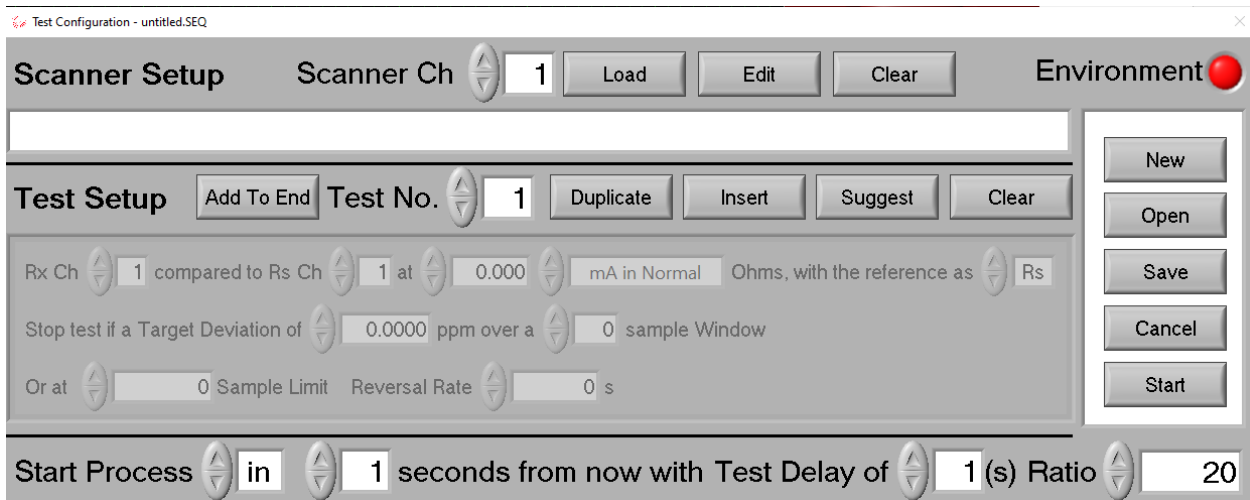 Test Configuration - untitled.SEQ
Scanner Setup Scanner Ch 1 Load Edit Clear Environment
New
Test Setup Add To End Test No. 1 Duplicate Insert Suggest Clear
Open
Rx Ch 1 compared to Rs Ch 1 at 0.000 mA in Normal Ohms, with the reference as Rs
Save
Stop test if a Target Deviation of 0.0000 ppm over a 0 sample Window
Cancel
Or at 0 Sample Limit Reversal Rate 0 s
Start
Start Process in 1 seconds from now with Test Delay of 1 (s) Ratio 20